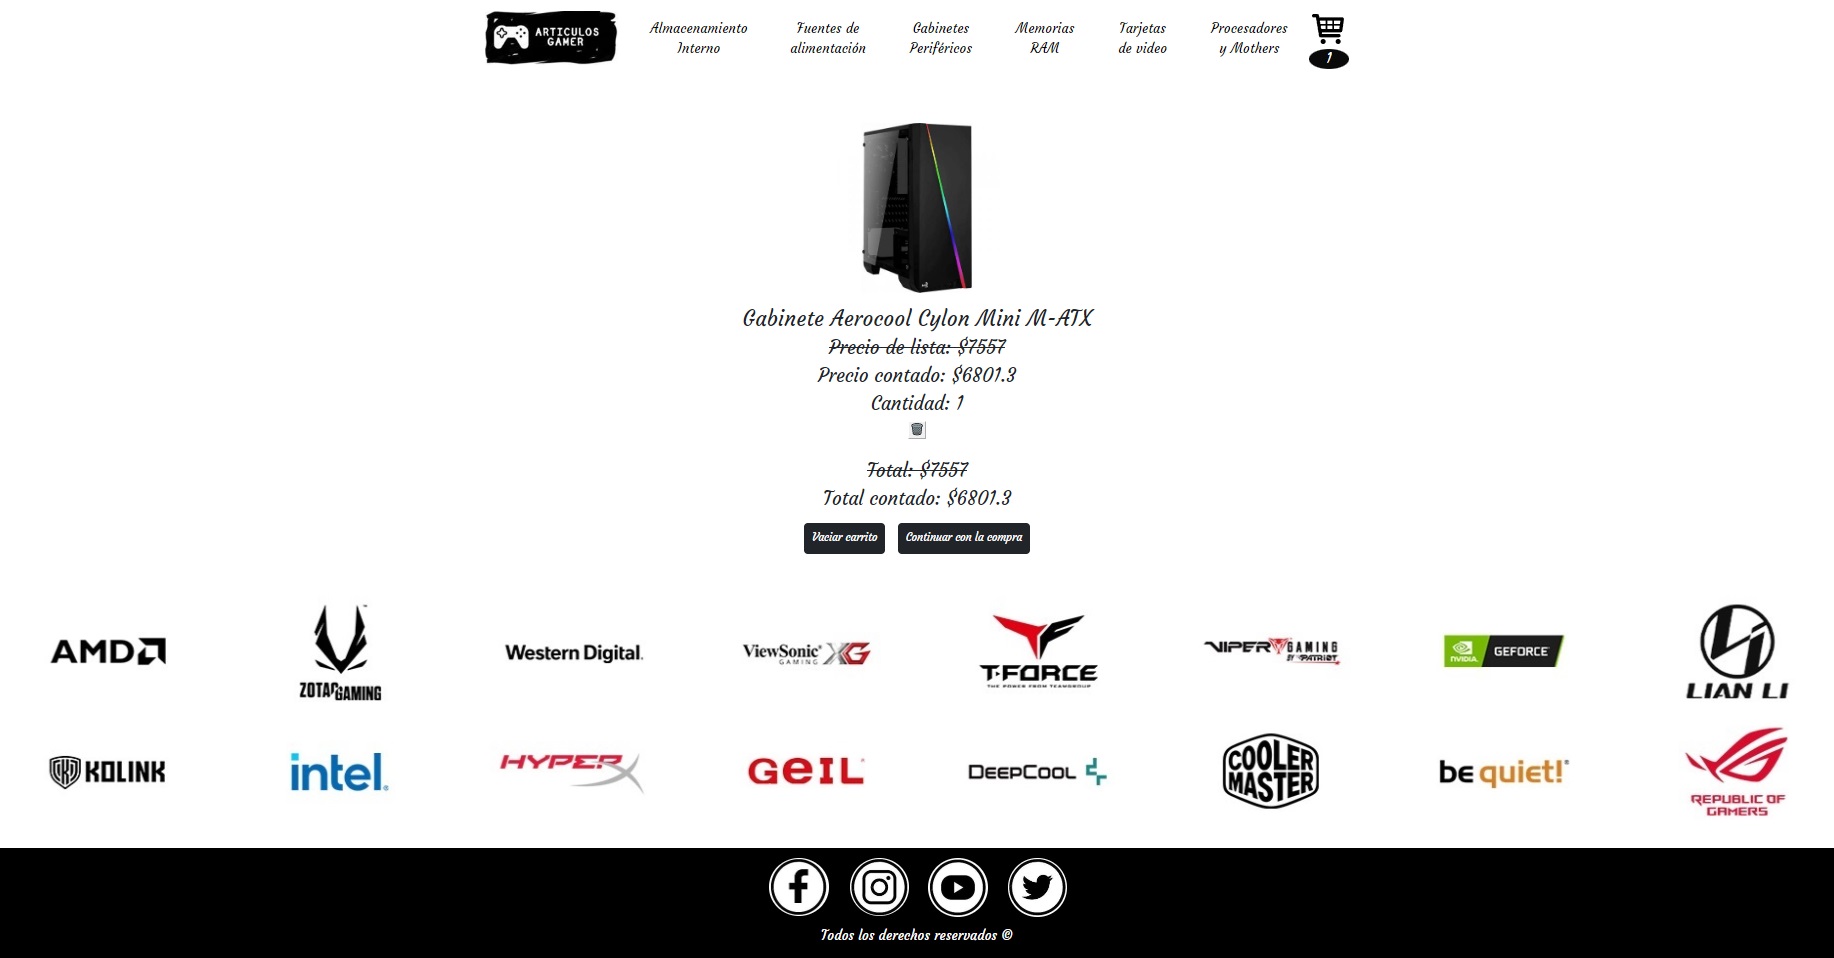 ARTICULOS
GAMER
Almacenamiento
Interno
Fuentes de
alimentación
Gabinetes
Periféricos
Memorias
RAM
Tarjetas
de video
Procesadores
y Mothers
1
Gabinete Aerocool Cylon Mini M-ATX
Precio de lista: $7557
Precio contado: $6801.3
Cantidad: 1
Total: $7557
Total contado: $6801.3
Vaciar carrito
Continuar con la compra
AMD
ZOTAC GAMING
Western Digital.
ViewSonic®
GAMING
XG
T-FORCE
THE POWER FROM TEAMGROUP
VIPER GAMING
BY PATRIOT
NVIDIA.
GEFORCE
LIAN LI
KOLINK
intel.
HYPERX
GEIL
DEEPCOOL
COOLER
MASTER
be quiet!®
REPUBLIC OF
GAMERS
Todos los derechos reservados ©